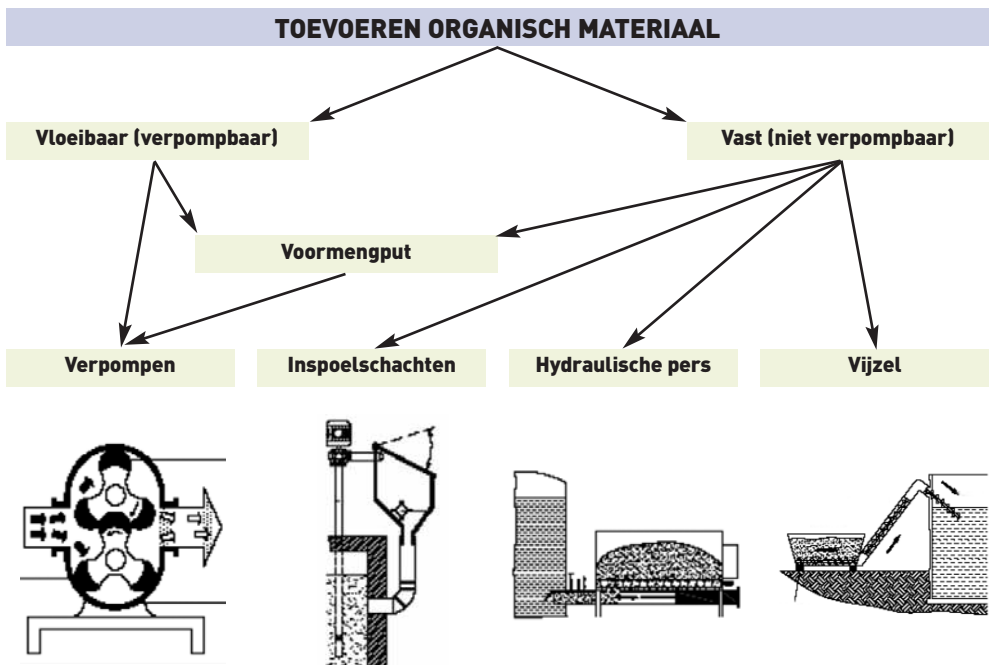 TOEVOEREN ORGANISCH MATERIAAL
Vloeibaar (verpompbaar)
Vast (niet verpompbaar)
Voormengput
Verpompen
Inspoelschachten
Hydraulische pers
Vijzel